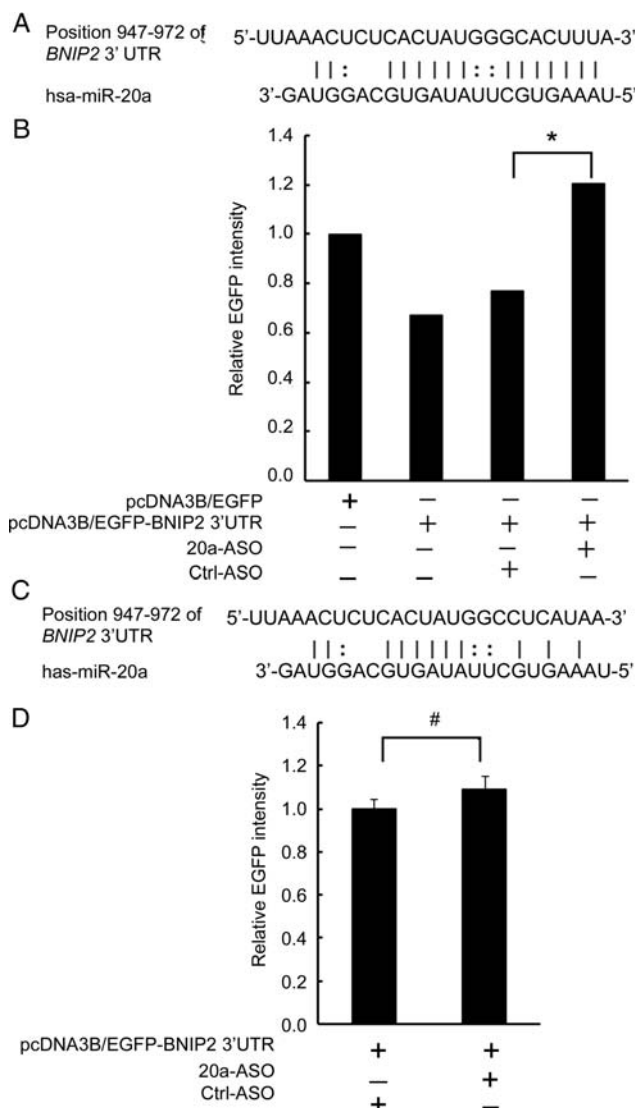 A
Position 947-972 of
BNIP2 3' UTR
5'-UUAAACUCUCACUAUGGGCACUUUA-3'
hsa-miR-20a
3'-GAUGGACGUGAUAUUCGUGAAAU-5'
B
*
Relative EGFP intensity
1.4
1.2
1.0
0.8
0.6
0.4
0.2
0.0
pcDNA3B/EGFP + – – –
pcDNA3B/EGFP-BNIP2 3'UTR – + + +
20a-ASO – – – +
Ctrl-ASO – – + –
C
Position 947-972 of
BNIP2 3'UTR
5'-UUAAACUCUCACUAUGGCCUCAUAA-3'
has-miR-20a
3'-GAUGGACGUGAUAUUCGUGAAAU-5'
D
#
Relative EGFP intensity
1.4
1.2
1.0
0.8
0.6
0.4
0.2
0.0
pcDNA3B/EGFP-BNIP2 3'UTR + +
20a-ASO – +
Ctrl-ASO + –